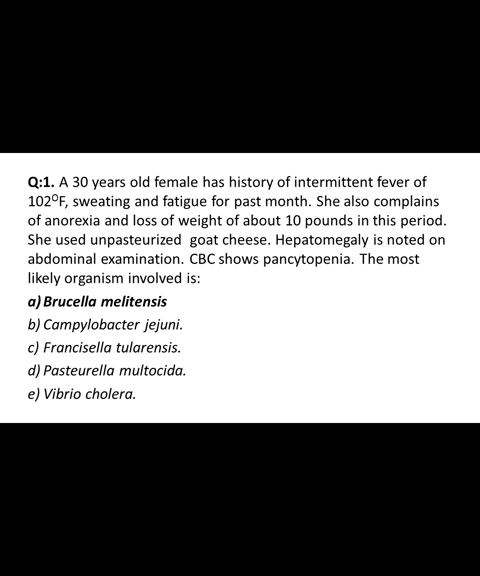 Q:1. A 30 years old female has history of intermittent fever of
102ºF, sweating and fatigue for past month. She also complains
of anorexia and loss of weight of about 10 pounds in this period.
She used unpasteurized goat cheese. Hepatomegaly is noted on
abdominal examination. CBC shows pancytopenia. The most
likely organism involved is:
a) Brucella melitensis
b) Campylobacter jejuni.
c) Francisella tularensis.
d) Pasteurella multocida.
e) Vibrio cholera.